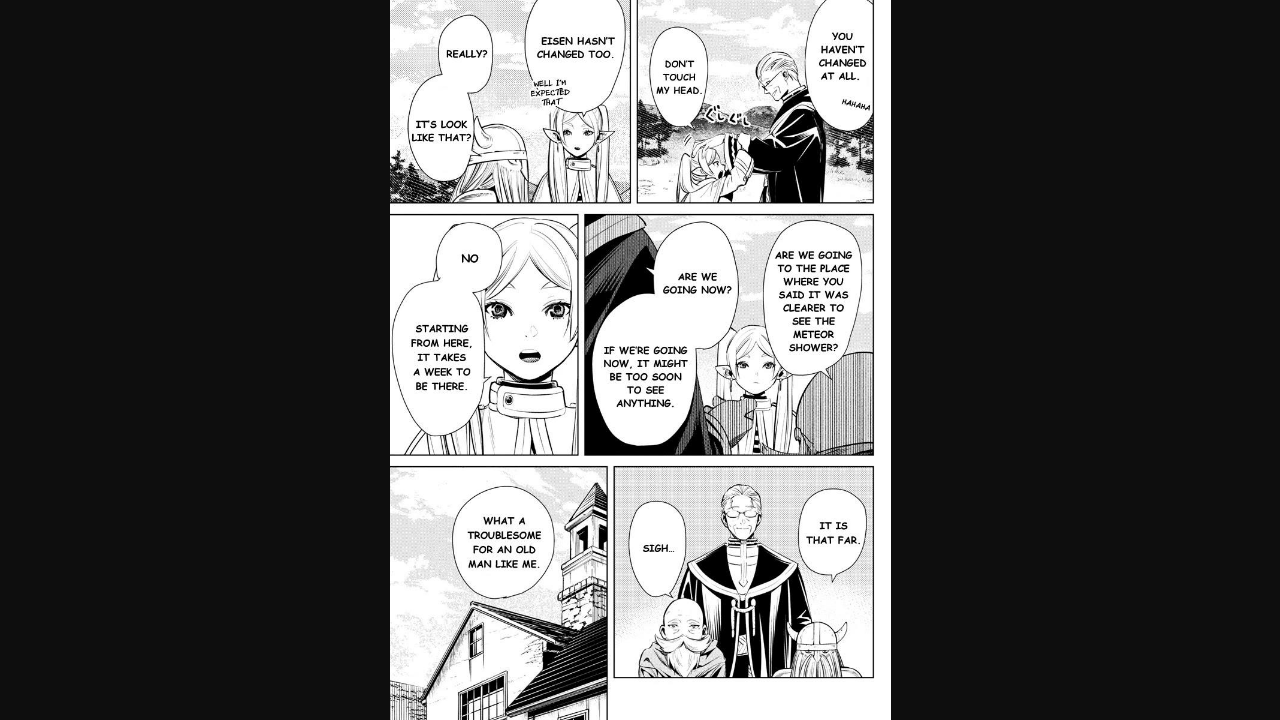 YOU
HAVEN'T
CHANGED
AT ALL.
HAHAHA
DON'T
TOUCH
MY HEAD.
ぐしぐし
EISEN HASN'T
CHANGED TOO.
WELL I'M
EXPECTED
THAT
REALLY?
IT'S LOOK
LIKE THAT?
ARE WE GOING
TO THE PLACE
WHERE YOU
SAID IT WAS
CLEARER TO
SEE THE
METEOR
SHOWER?
ARE WE
GOING NOW?
IF WE'RE GOING
NOW, IT MIGHT
BE TOO SOON
TO SEE
ANYTHING.
NO
STARTING
FROM HERE,
IT TAKES
A WEEK TO
BE THERE.
IT IS
THAT FAR.
SIGH...
WHAT A
TROUBLESOME
FOR AN OLD
MAN LIKE ME.